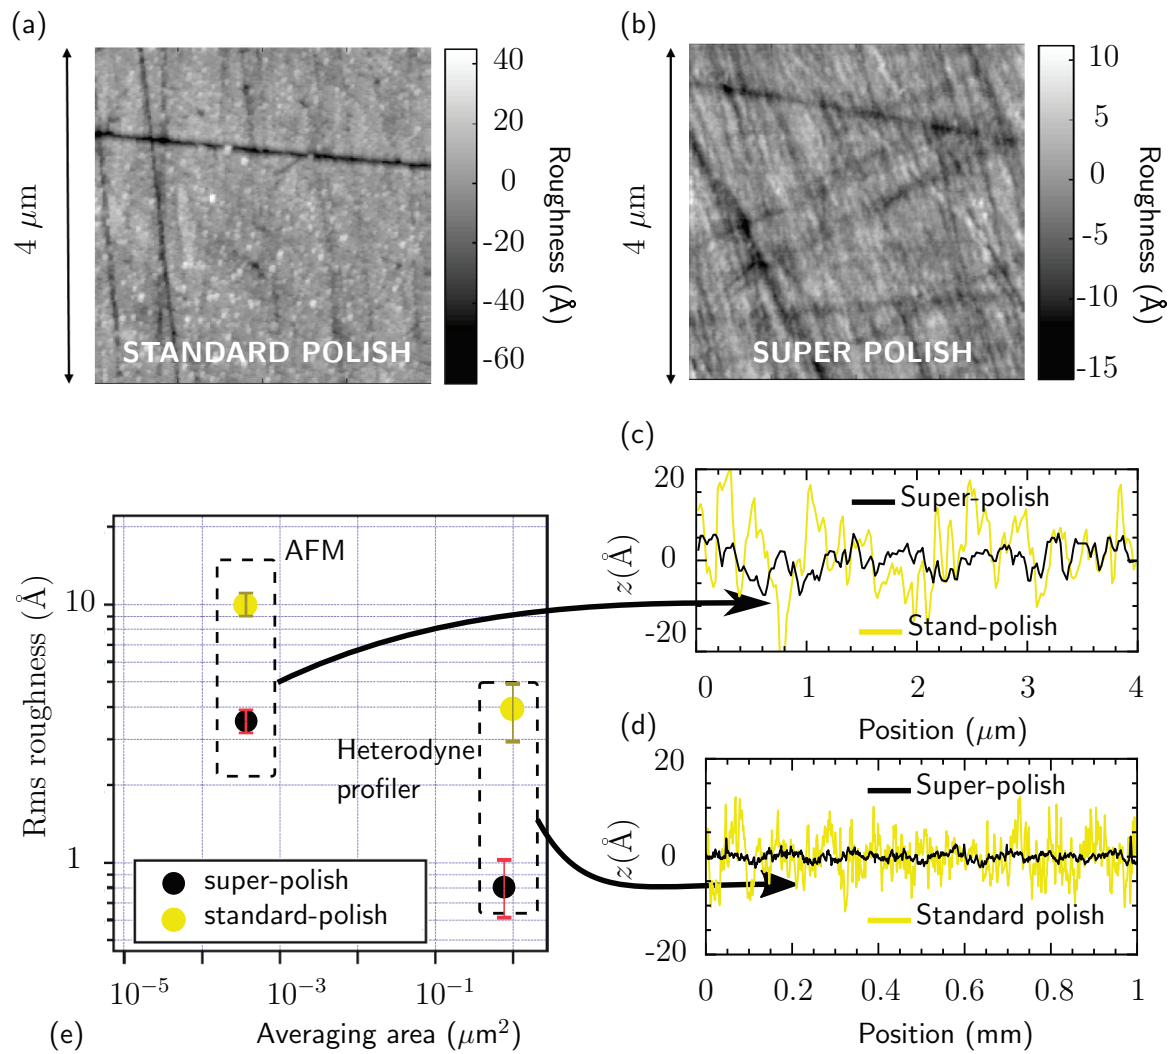 (a)
4 μm
STANDARD POLISH
40
20
0
-20
-40
-60
Roughness (Å)
(b)
4 μm
SUPER POLISH
10
5
0
-5
-10
-15
Roughness (Å)
(c)
20
0
-20
z(Å)
Super-polish
Stand-polish
0 1 2 3 4
Position (μm)
(d)
20
0
-20
z(Å)
Super-polish
Standard polish
0 0.2 0.4 0.6 0.8 1
Position (mm)
AFM
Heterodyne
profiler
10
1
Rms roughness (Å)
super-polish
standard-polish
10⁻⁵ 10⁻³ 10⁻¹
Averaging area (μm²)
(e)